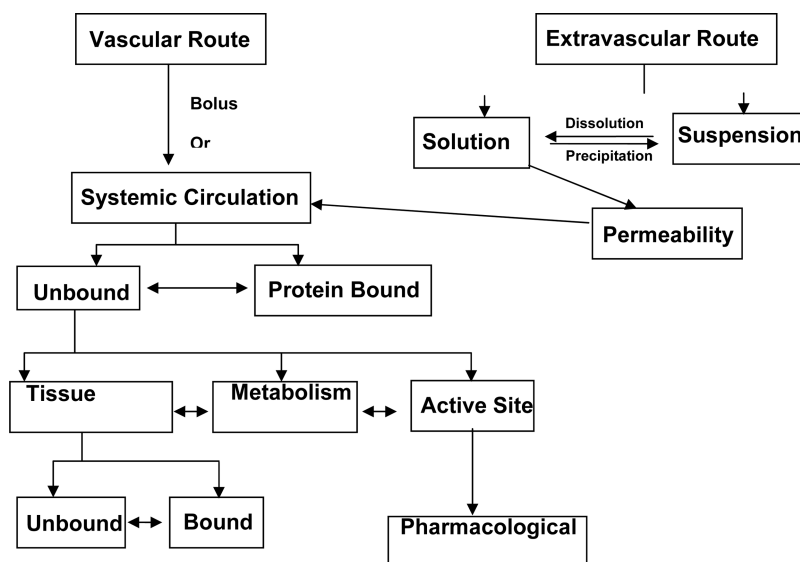 Vascular Route
Extravascular Route
Bolus
Or
Dissolution
Solution
Suspension
Precipitation
Systemic Circulation
Permeability
Unbound
Protein Bound
Tissue
Metabolism
Active Site
Unbound
Bound
Pharmacological